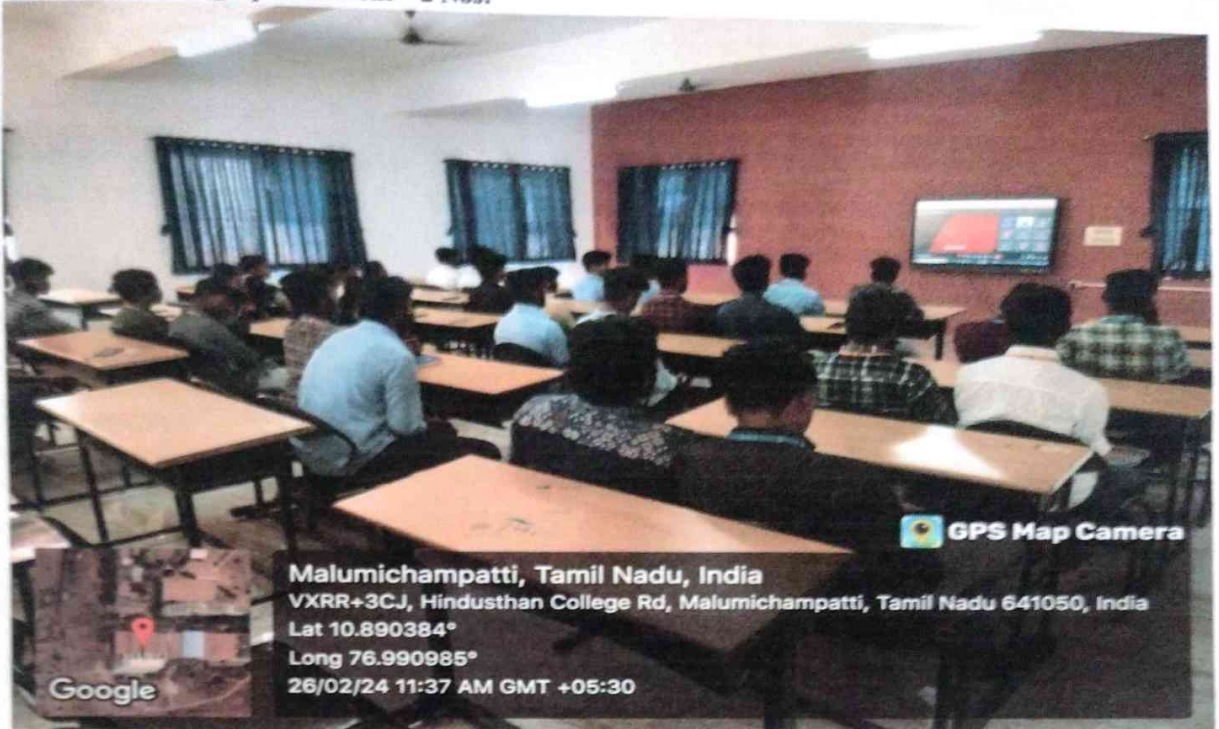 GPS Map Camera
Malumichampatti, Tamil Nadu, India
VXRR+3CJ, Hindusthan College Rd, Malumichampatti, Tamil Nadu 641050, India
Lat 10.890384°
Long 76.990985°
26/02/24 11:37 AM GMT +05:30
Google